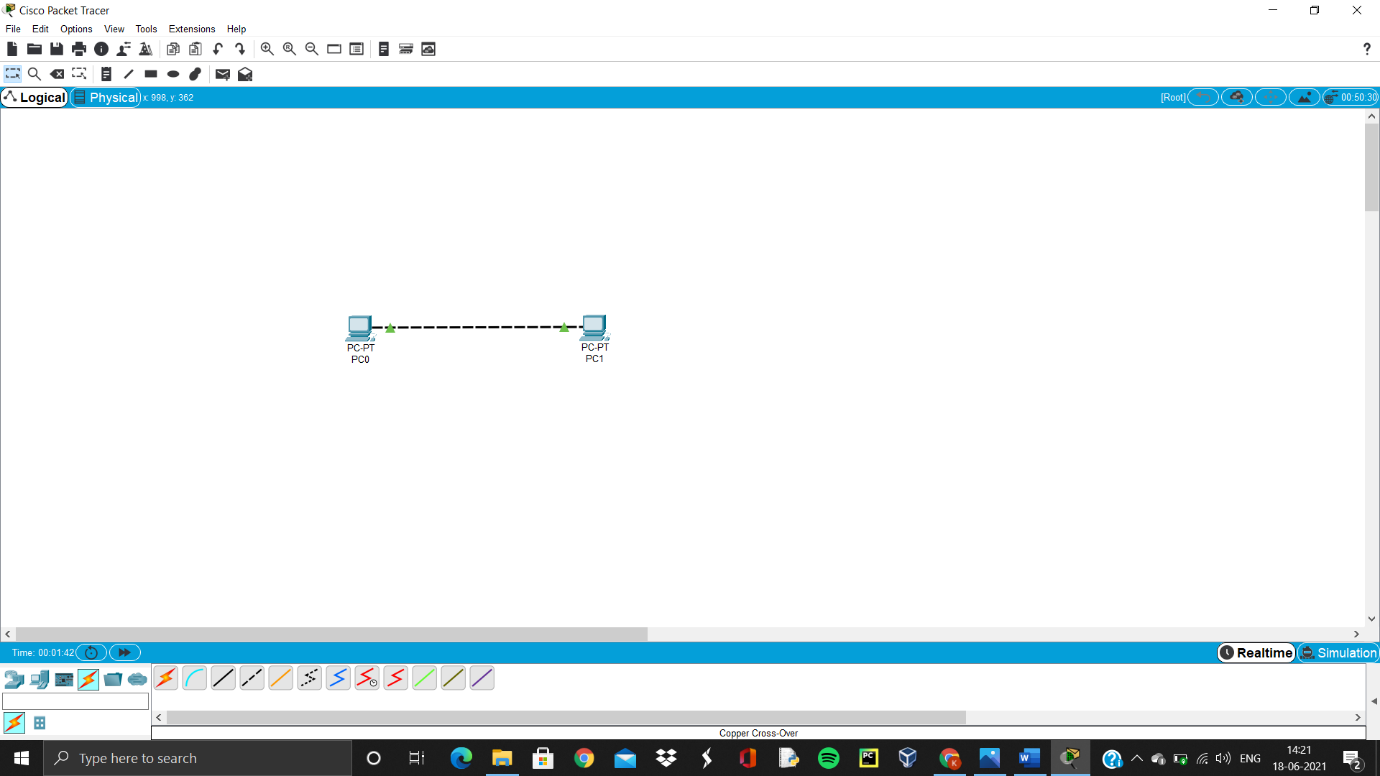 Cisco Packet Tracer
File Edit Options View Tools Extensions Help
?
Logical Physical x: 998, y: 362 [Root] 00:50:30
PC-PT
PC0
PC-PT
PC1
Time: 00:01:42 Realtime Simulation
Copper Cross-Over
Type here to search
PC
K
W
ENG
14:21
18-06-2021
2